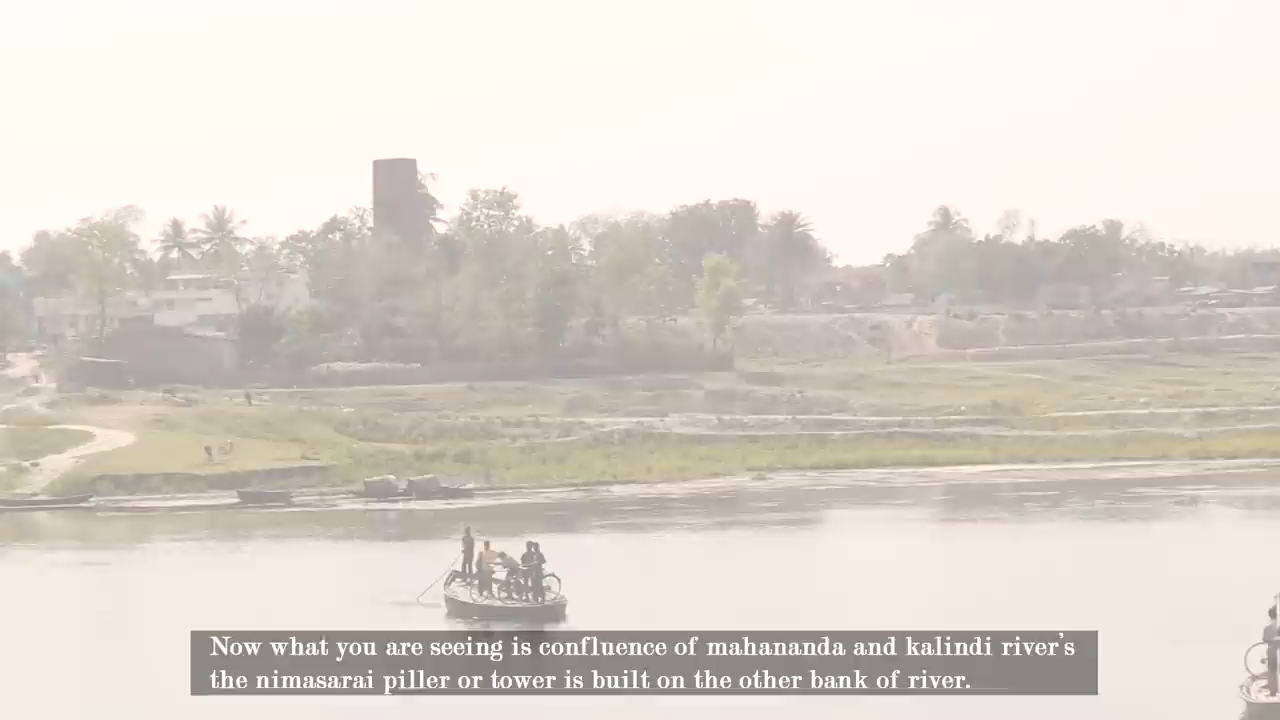 Now what you are seeing is confluence of mahananda and kalindi river's
the nimasarai piller or tower is built on the other bank of river.